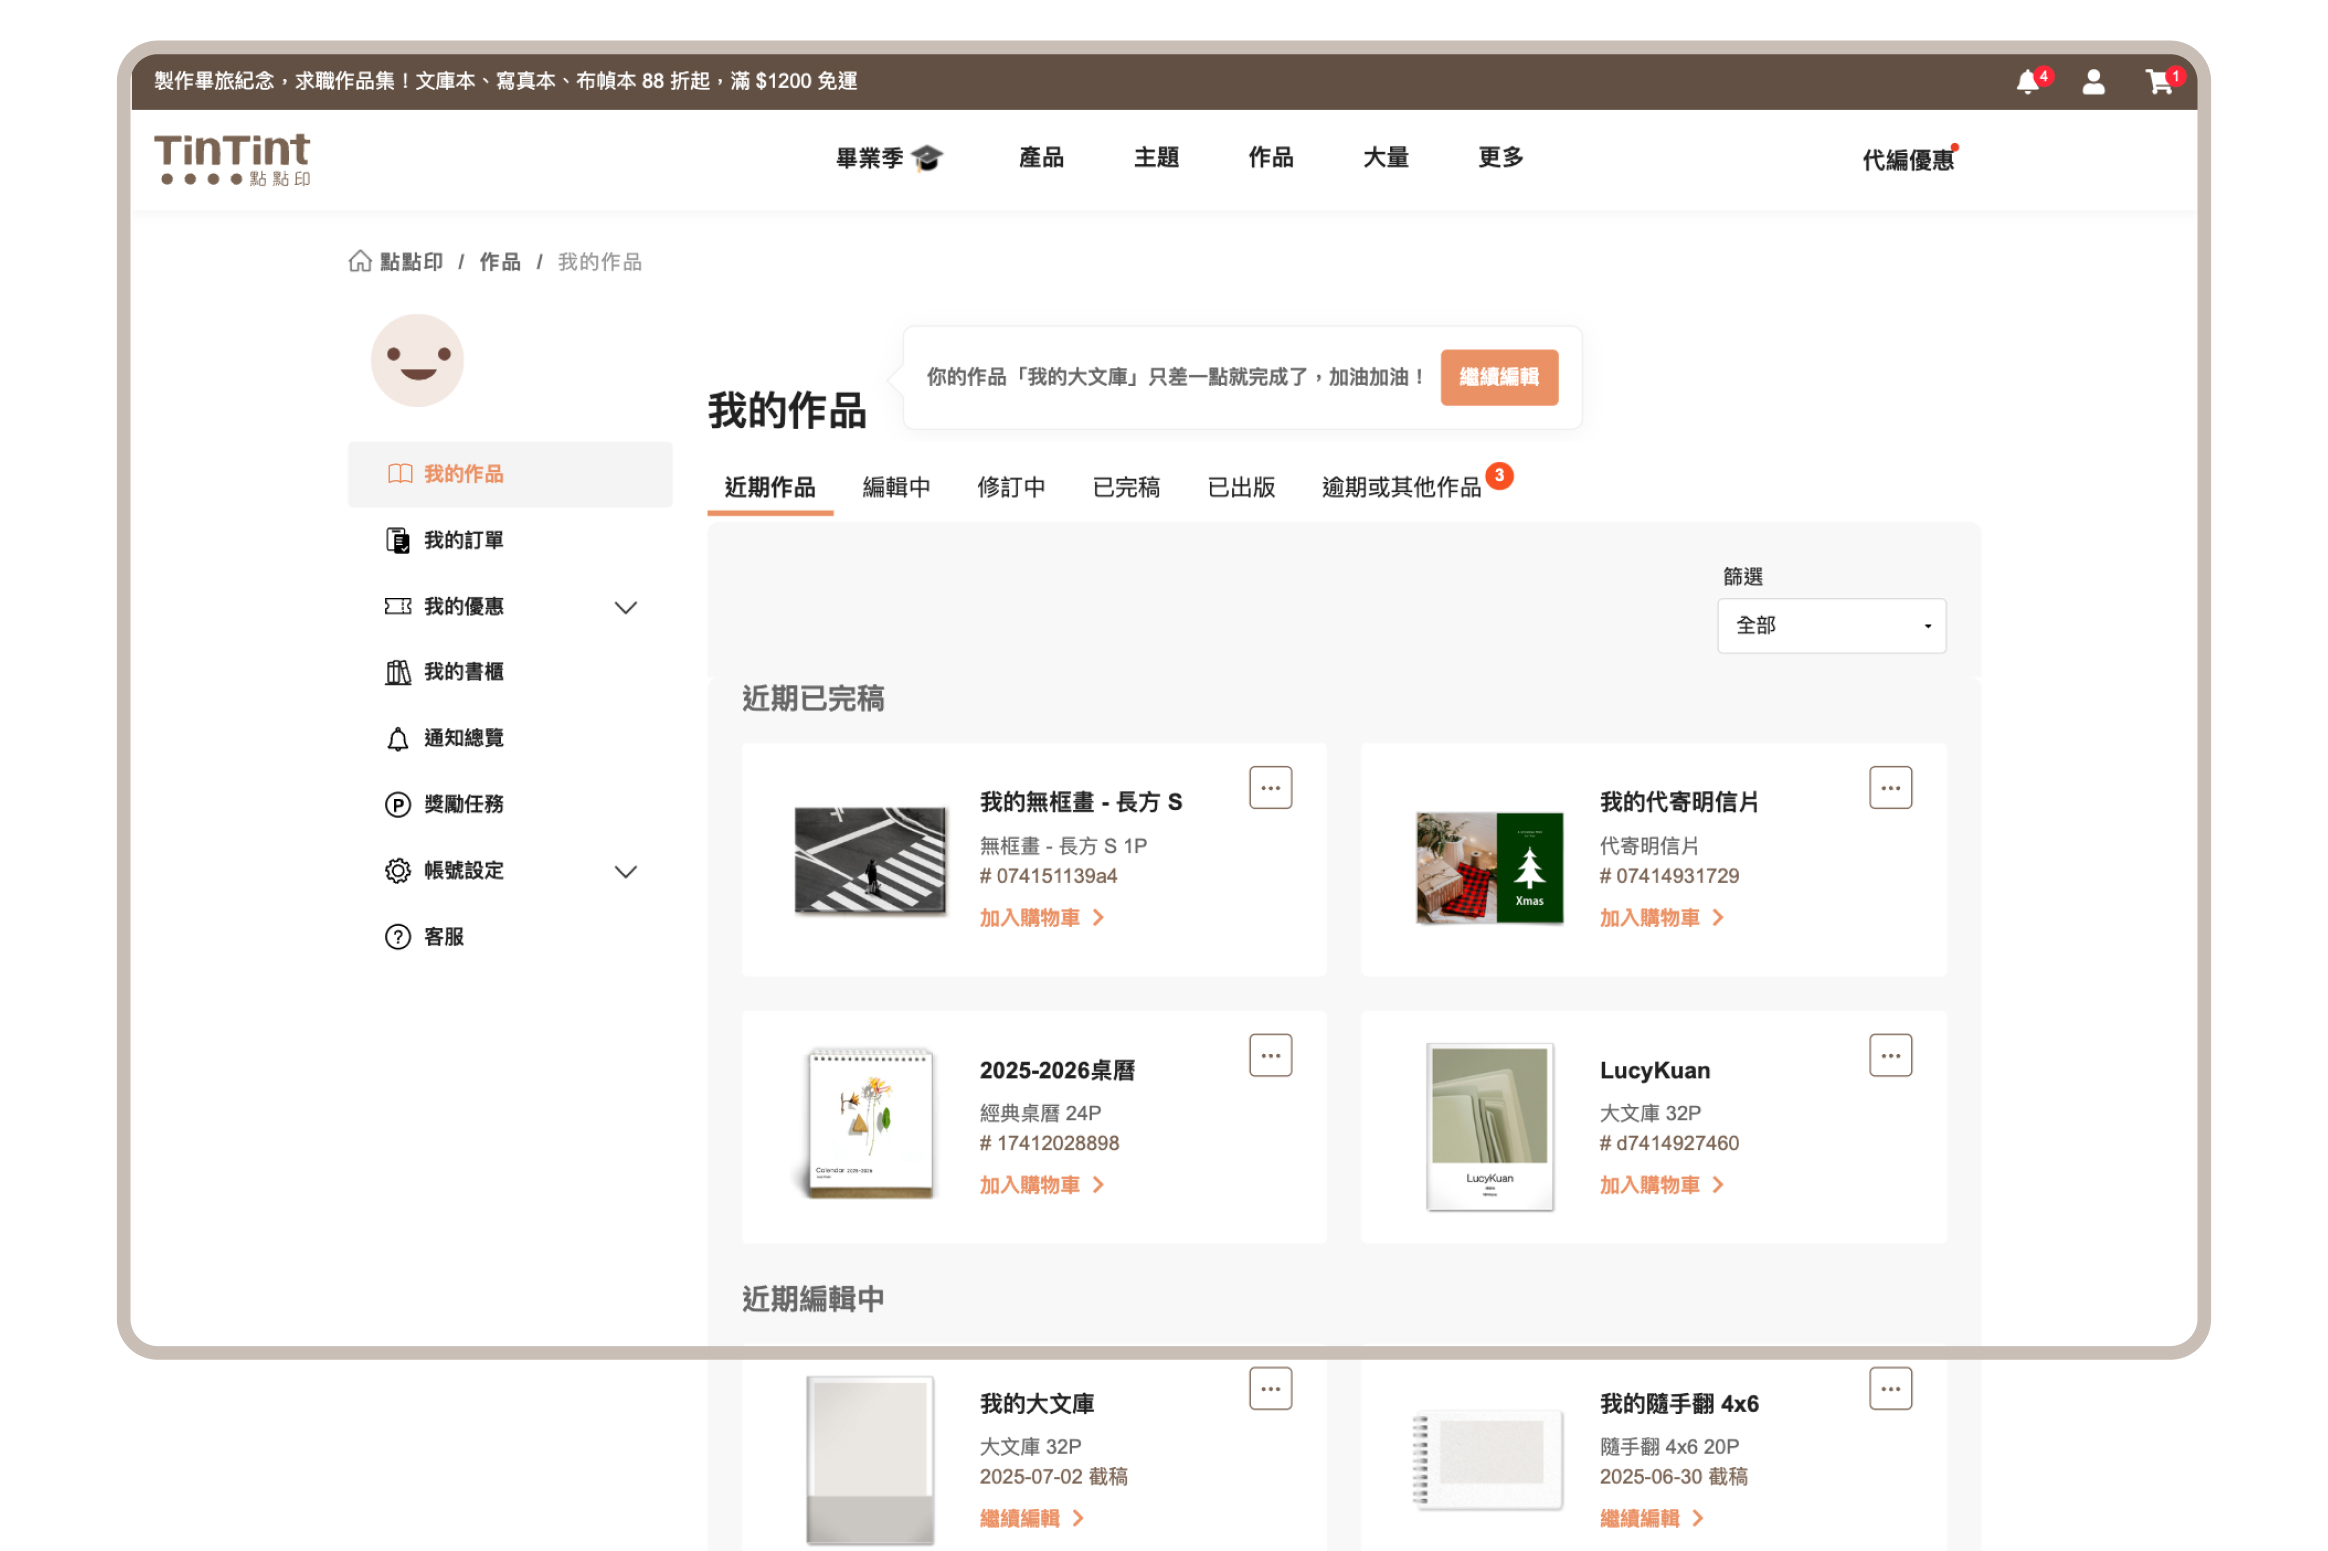 製作畢旅紀念，求職作品集！文庫本、寫真本、布幀本 88 折起，滿 $1200 免運
4
1
TinTint
點點印
畢業季
產品
主題
作品
大量
更多
代編優惠
點點印 / 作品 / 我的作品
我的作品
你的作品「我的大文庫」只差一點就完成了，加油加油！
繼續編輯
我的作品
我的訂單
我的優惠
我的書櫃
通知總覽
獎勵任務
帳號設定
客服
近期作品
編輯中
修訂中
已完稿
已出版
逾期或其他作品
3
篩選
全部
近期已完稿
我的無框畫 - 長方 S
無框畫 - 長方 S 1P
# 074151139a4
加入購物車
Xmas
我的代寄明信片
代寄明信片
# 07414931729
加入購物車
Calendar 2025-2026
2025-2026桌曆
經典桌曆 24P
# 17412028898
加入購物車
LucyKuan
LucyKuan
大文庫 32P
# d7414927460
加入購物車
近期編輯中
我的大文庫
大文庫 32P
2025-07-02 截稿
繼續編輯
我的隨手翻 4x6
隨手翻 4x6 20P
2025-06-30 截稿
繼續編輯